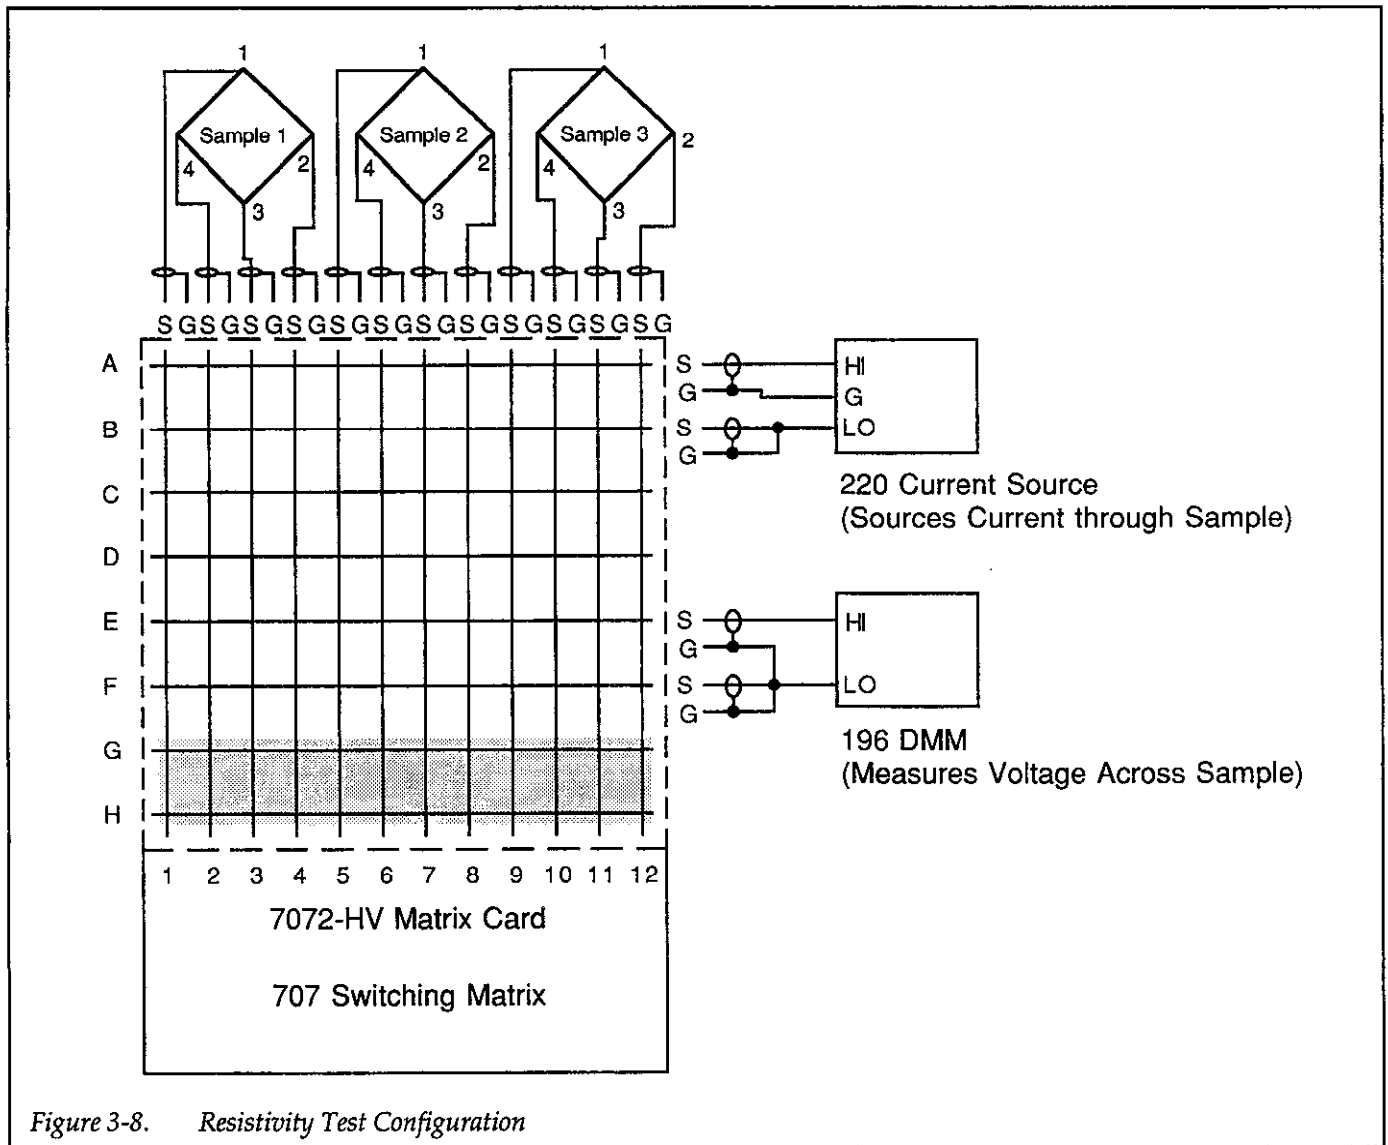 1 1 1
Sample 1 Sample 2 Sample 3
2
4 2 4 2 4
3 3 3
S G S G S G S G S G S G S G S G S G S G S G S G
A S HI
G G
B S LO
G
220 Current Source
C (Sources Current through Sample)
D
E S HI
G
F S LO
G
G 196 DMM
(Measures Voltage Across Sample)
H
1 2 3 4 5 6 7 8 9 10 11 12
7072-HV Matrix Card
707 Switching Matrix
Figure 3-8. Resistivity Test Configuration